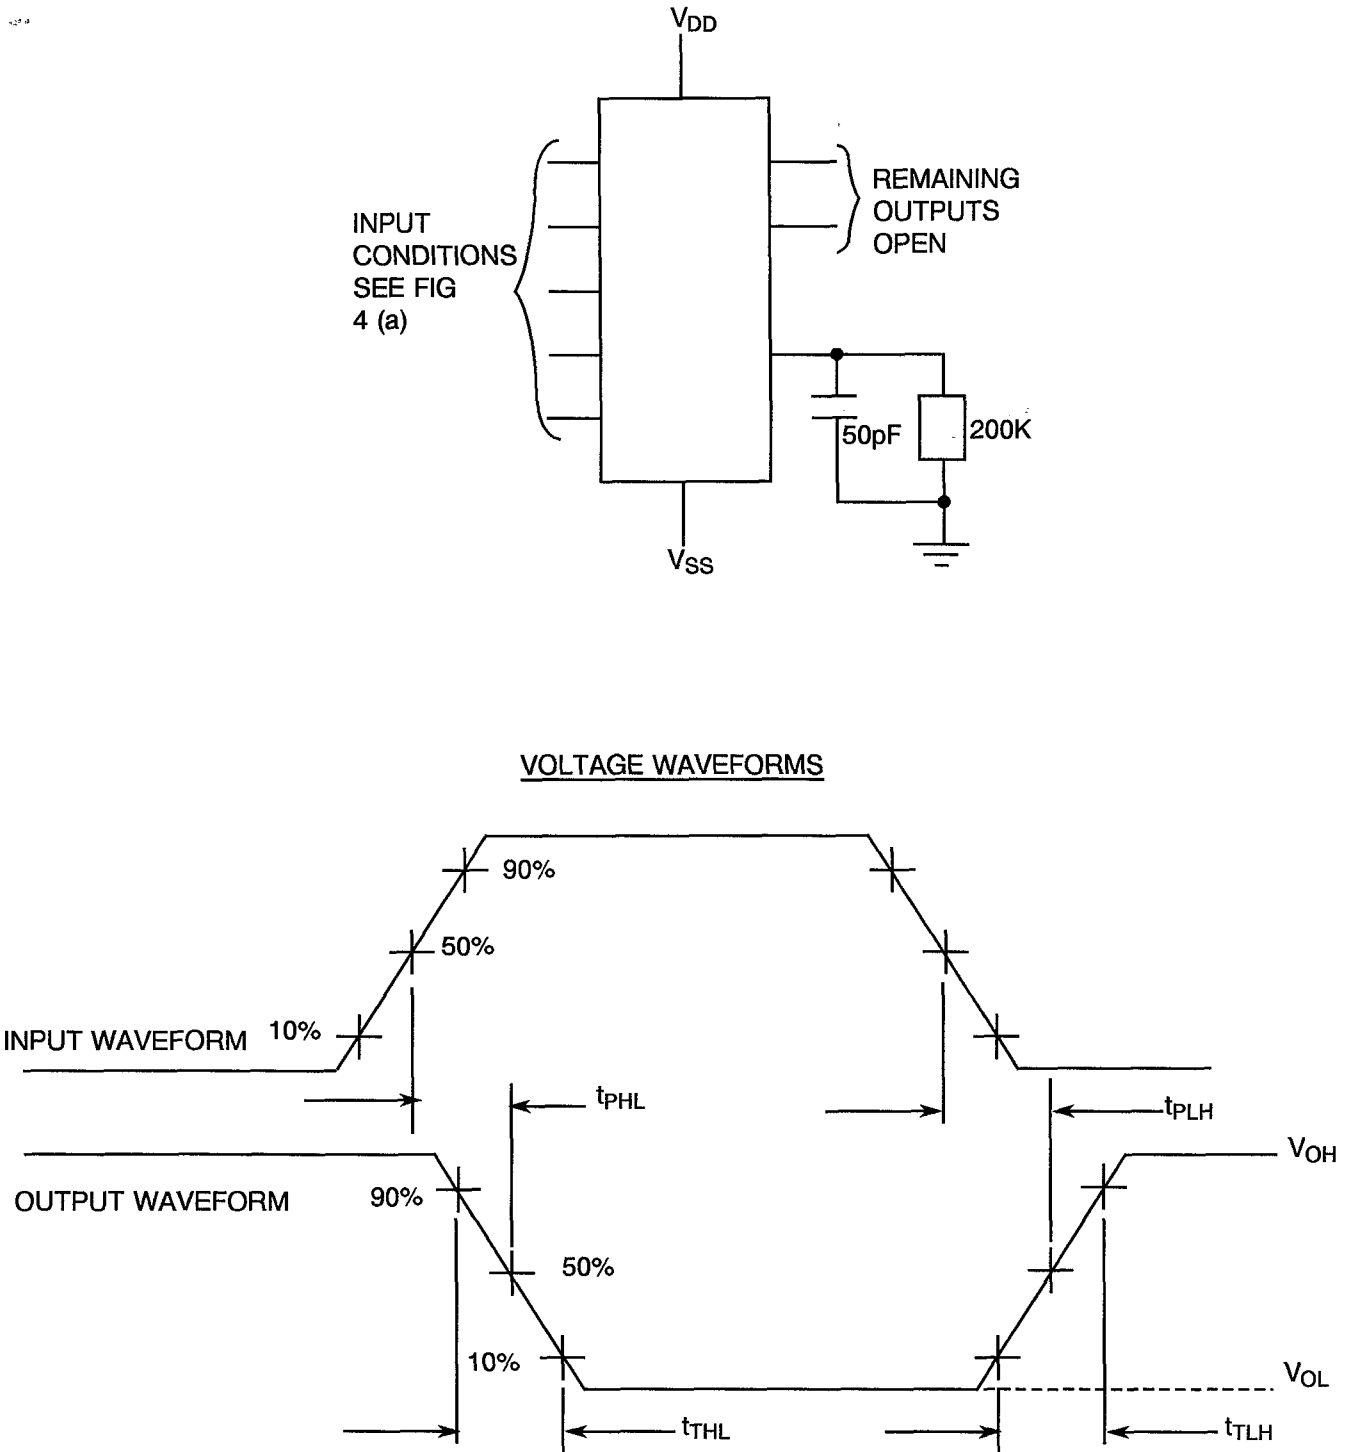 VDD
INPUT
CONDITIONS
SEE FIG
4 (a)
REMAINING
OUTPUTS
OPEN
50pF
200K
VSS
VOLTAGE WAVEFORMS
90%
50%
10%
INPUT WAVEFORM
tPHL
tPLH
VOH
OUTPUT WAVEFORM
90%
50%
10%
VOL
tTHL
tTLH